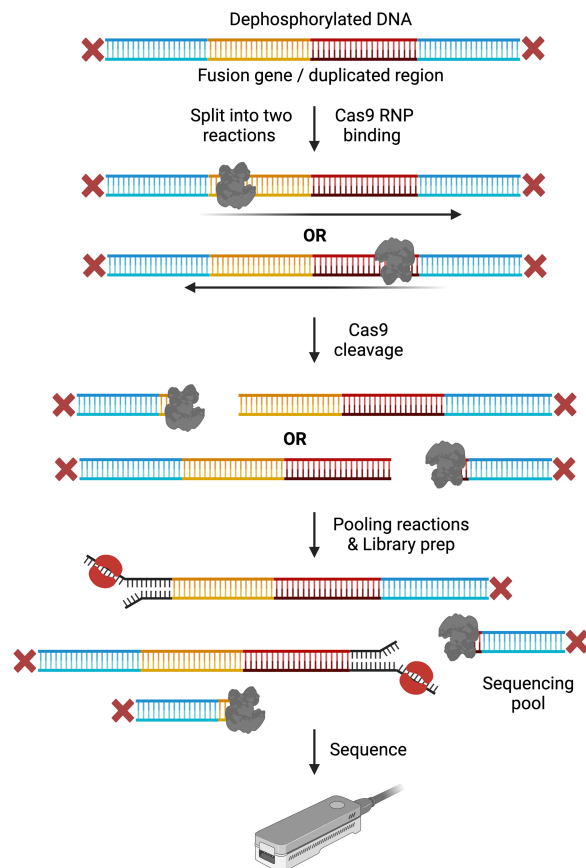 Dephosphorylated DNA
Fusion gene / duplicated region
Split into two
reactions
Cas9 RNP
binding
OR
Cas9
cleavage
OR
Pooling reactions
& Library prep
Sequencing
pool
Sequence